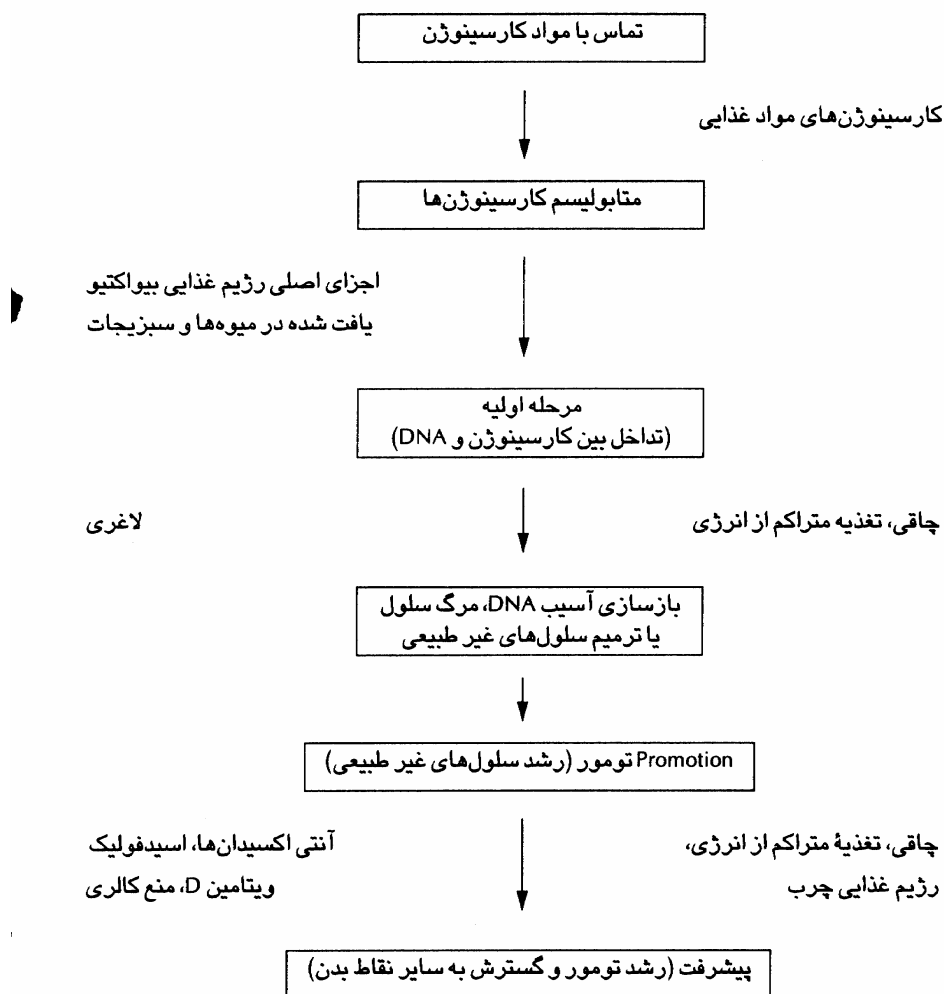 تماس با مواد کارسینوژن
کارسینوژن‌های مواد غذایی
متابولیسم کارسینوژن‌ها
اجزای اصلی رژیم غذایی بیواکتیو
یافت شده در میوه‌ها و سبزیجات
مرحله اولیه
(تداخل بین کارسینوژن و DNA)
چاقی، تغذیه متراکم از انرژی
لاغری
بازسازی آسیب DNA، مرگ سلول
یا ترمیم سلول‌های غیر طبیعی
Promotion تومور (رشد سلول‌های غیر طبیعی)
چاقی، تغذیهٔ متراکم از انرژی،
رژیم غذایی چرب
آنتی اکسیدان‌ها، اسیدفولیک
ویتامین D، منع کالری
پیشرفت (رشد تومور و گسترش به سایر نقاط بدن)